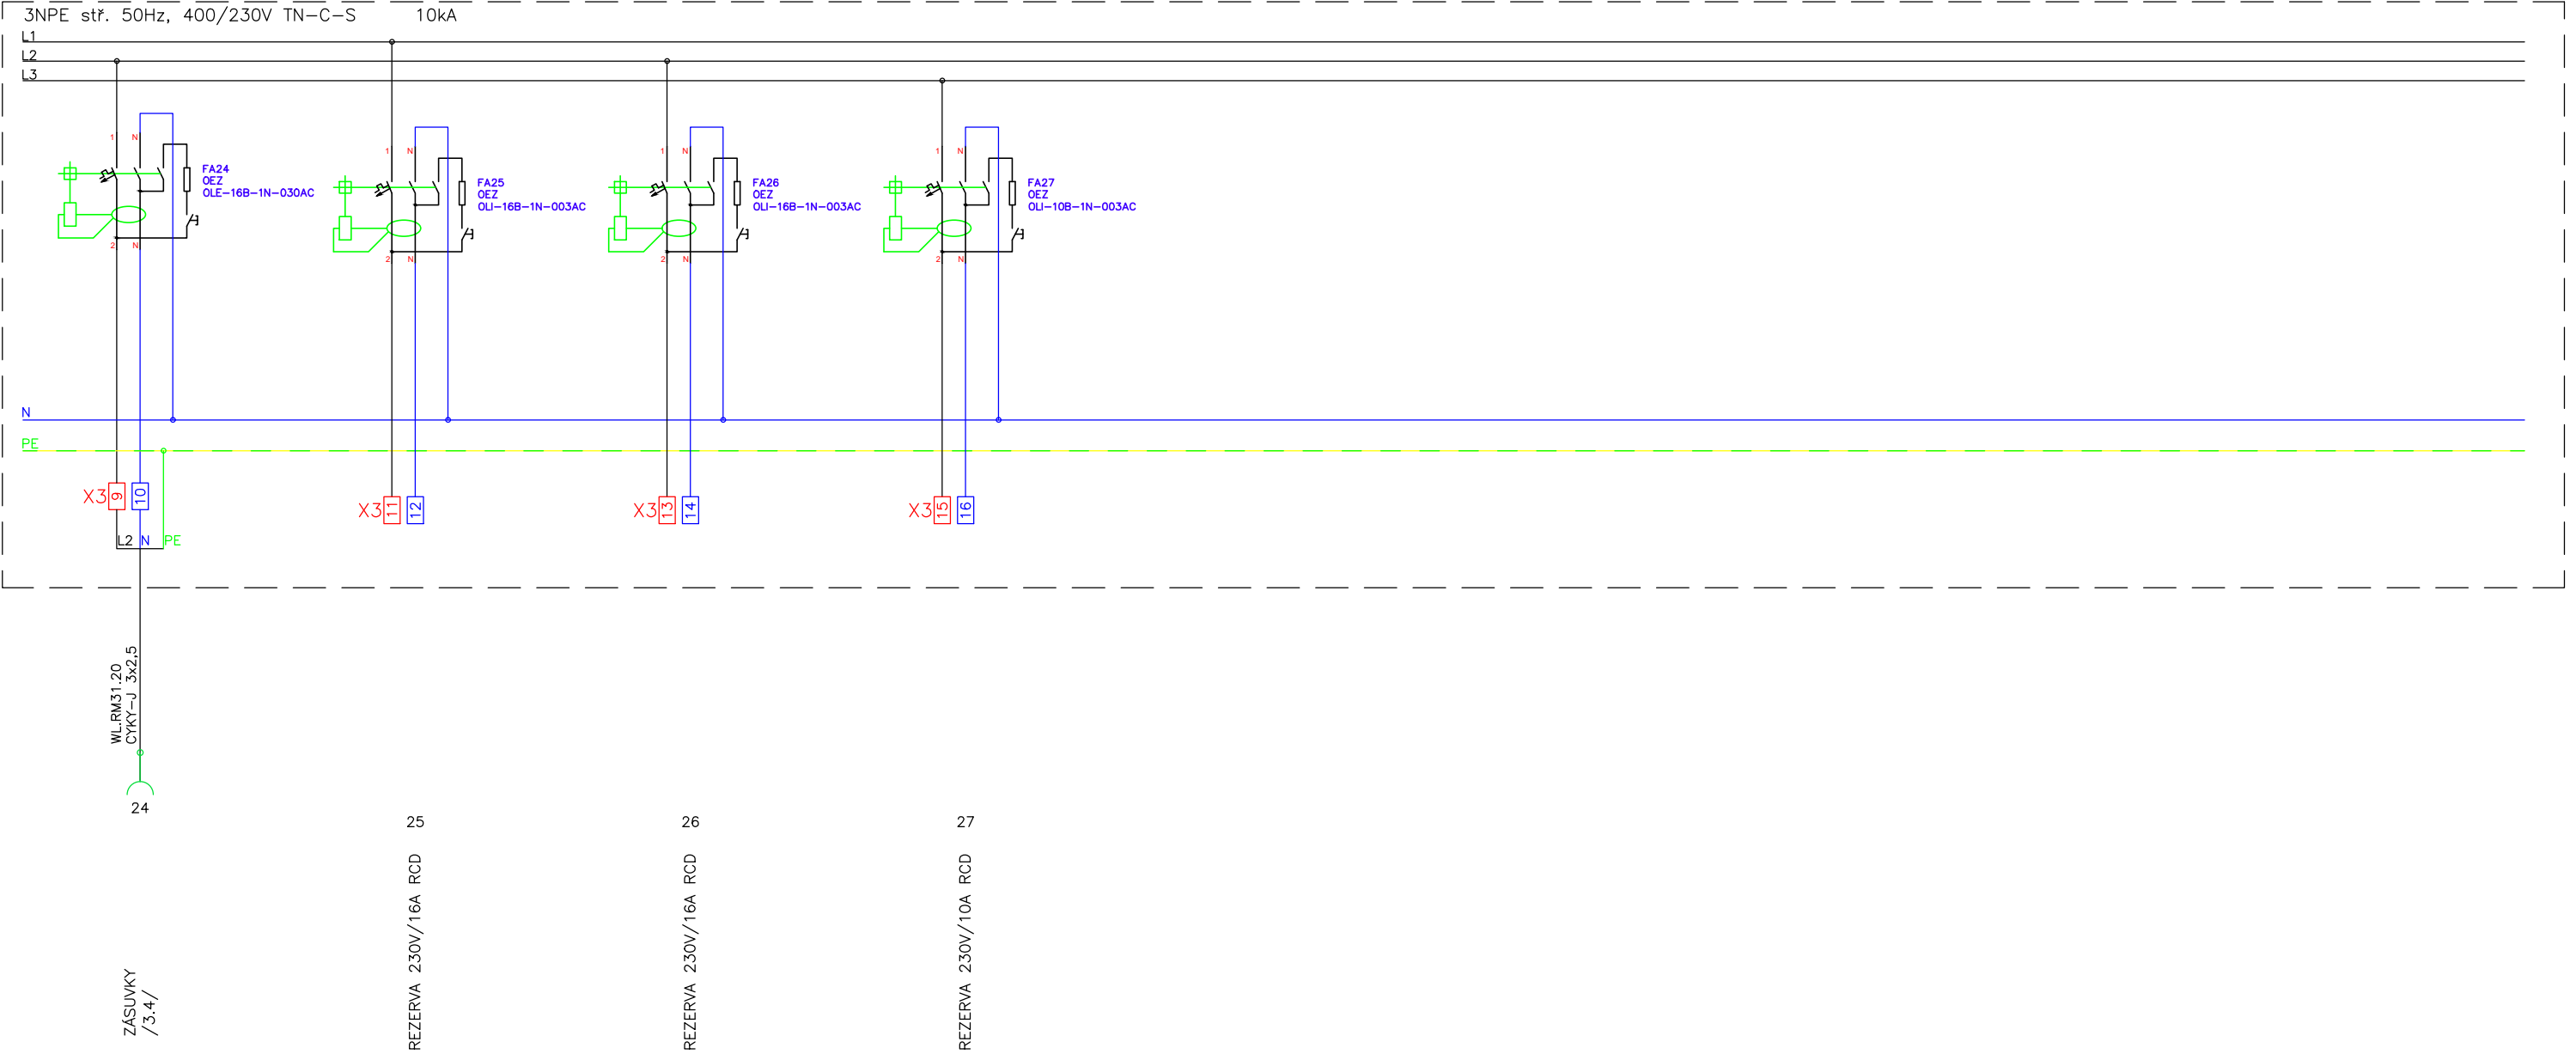 3NPE stř. 50Hz, 400/230V TN-C-S 10kA
L1
L2
L3
1 N
FA24
OEZ
OLE-16B-1N-030AC
2 N
1 N
FA25
OEZ
OLI-16B-1N-003AC
2 N
1 N
FA26
OEZ
OLI-16B-1N-003AC
2 N
1 N
FA27
OEZ
OLI-10B-1N-003AC
2 N
N
PE
X3 9 10
X3 11 12
X3 13 14
X3 15 16
L2 N PE
WL.RM31.20
CYKY-J 3x2,5
24
25
26
27
ZÁSUVKY
/3.4/
REZERVA 230V/16A RCD
REZERVA 230V/16A RCD
REZERVA 230V/10A RCD